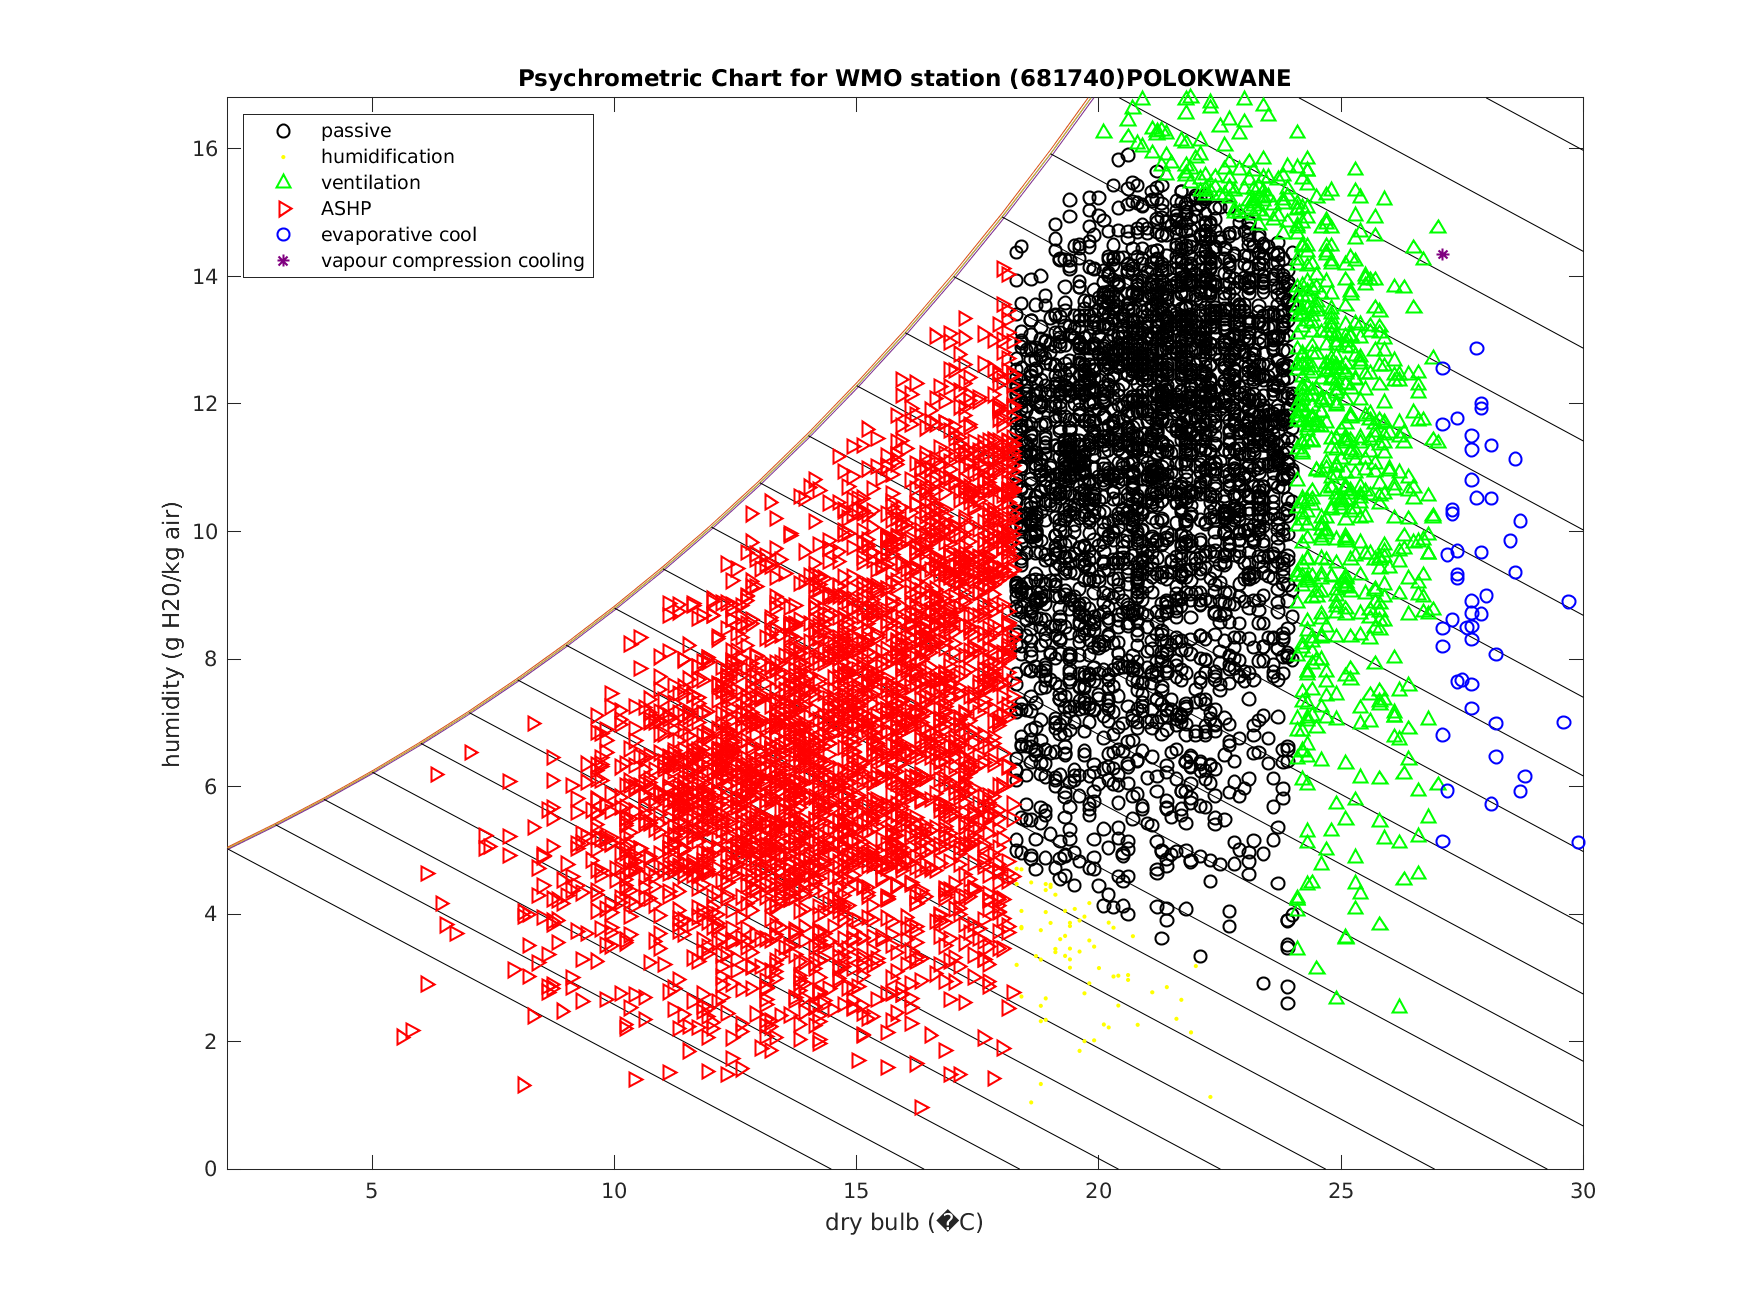 Psychrometric Chart for WMO station (681740)POLOKWANE
passive
humidification
ventilation
ASHP
evaporative cool
vapour compression cooling
humidity (g H20/kg air)
16
14
12
10
8
6
4
2
0
5 10 15 20 25 30
dry bulb (�C)